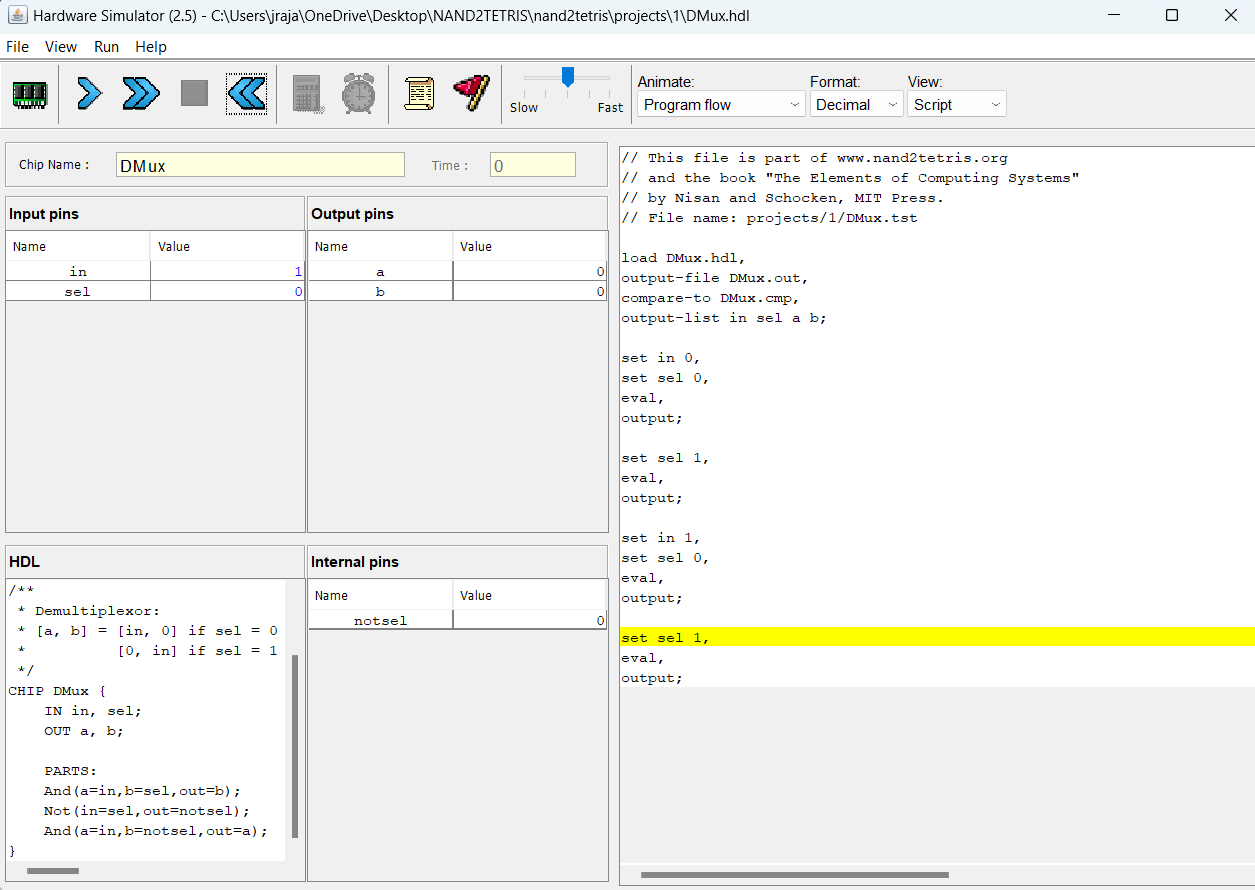 Hardware Simulator (2.5) - C:\Users\jraja\OneDrive\Desktop\NAND2TETRIS\nand2tetris\projects\1\DMux.hdl
File View Run Help
Slow Fast
Animate: Format: View:
Program flow Decimal Script
Chip Name : DMux Time : 0
Input pins
Name Value
in 1
sel 0
Output pins
Name Value
a 0
b 0
HDL
/**
 * Demultiplexor:
 * [a, b] = [in, 0] if sel = 0
 *          [0, in] if sel = 1
 */
CHIP DMux {
    IN in, sel;
    OUT a, b;
    PARTS:
    And(a=in,b=sel,out=b);
    Not(in=sel,out=notsel);
    And(a=in,b=notsel,out=a);
}
Internal pins
Name Value
notsel 0
// This file is part of www.nand2tetris.org
// and the book "The Elements of Computing Systems"
// by Nisan and Schocken, MIT Press.
// File name: projects/1/DMux.tst
load DMux.hdl,
output-file DMux.out,
compare-to DMux.cmp,
output-list in sel a b;
set in 0,
set sel 0,
eval,
output;
set sel 1,
eval,
output;
set in 1,
set sel 0,
eval,
output;
set sel 1,
eval,
output;